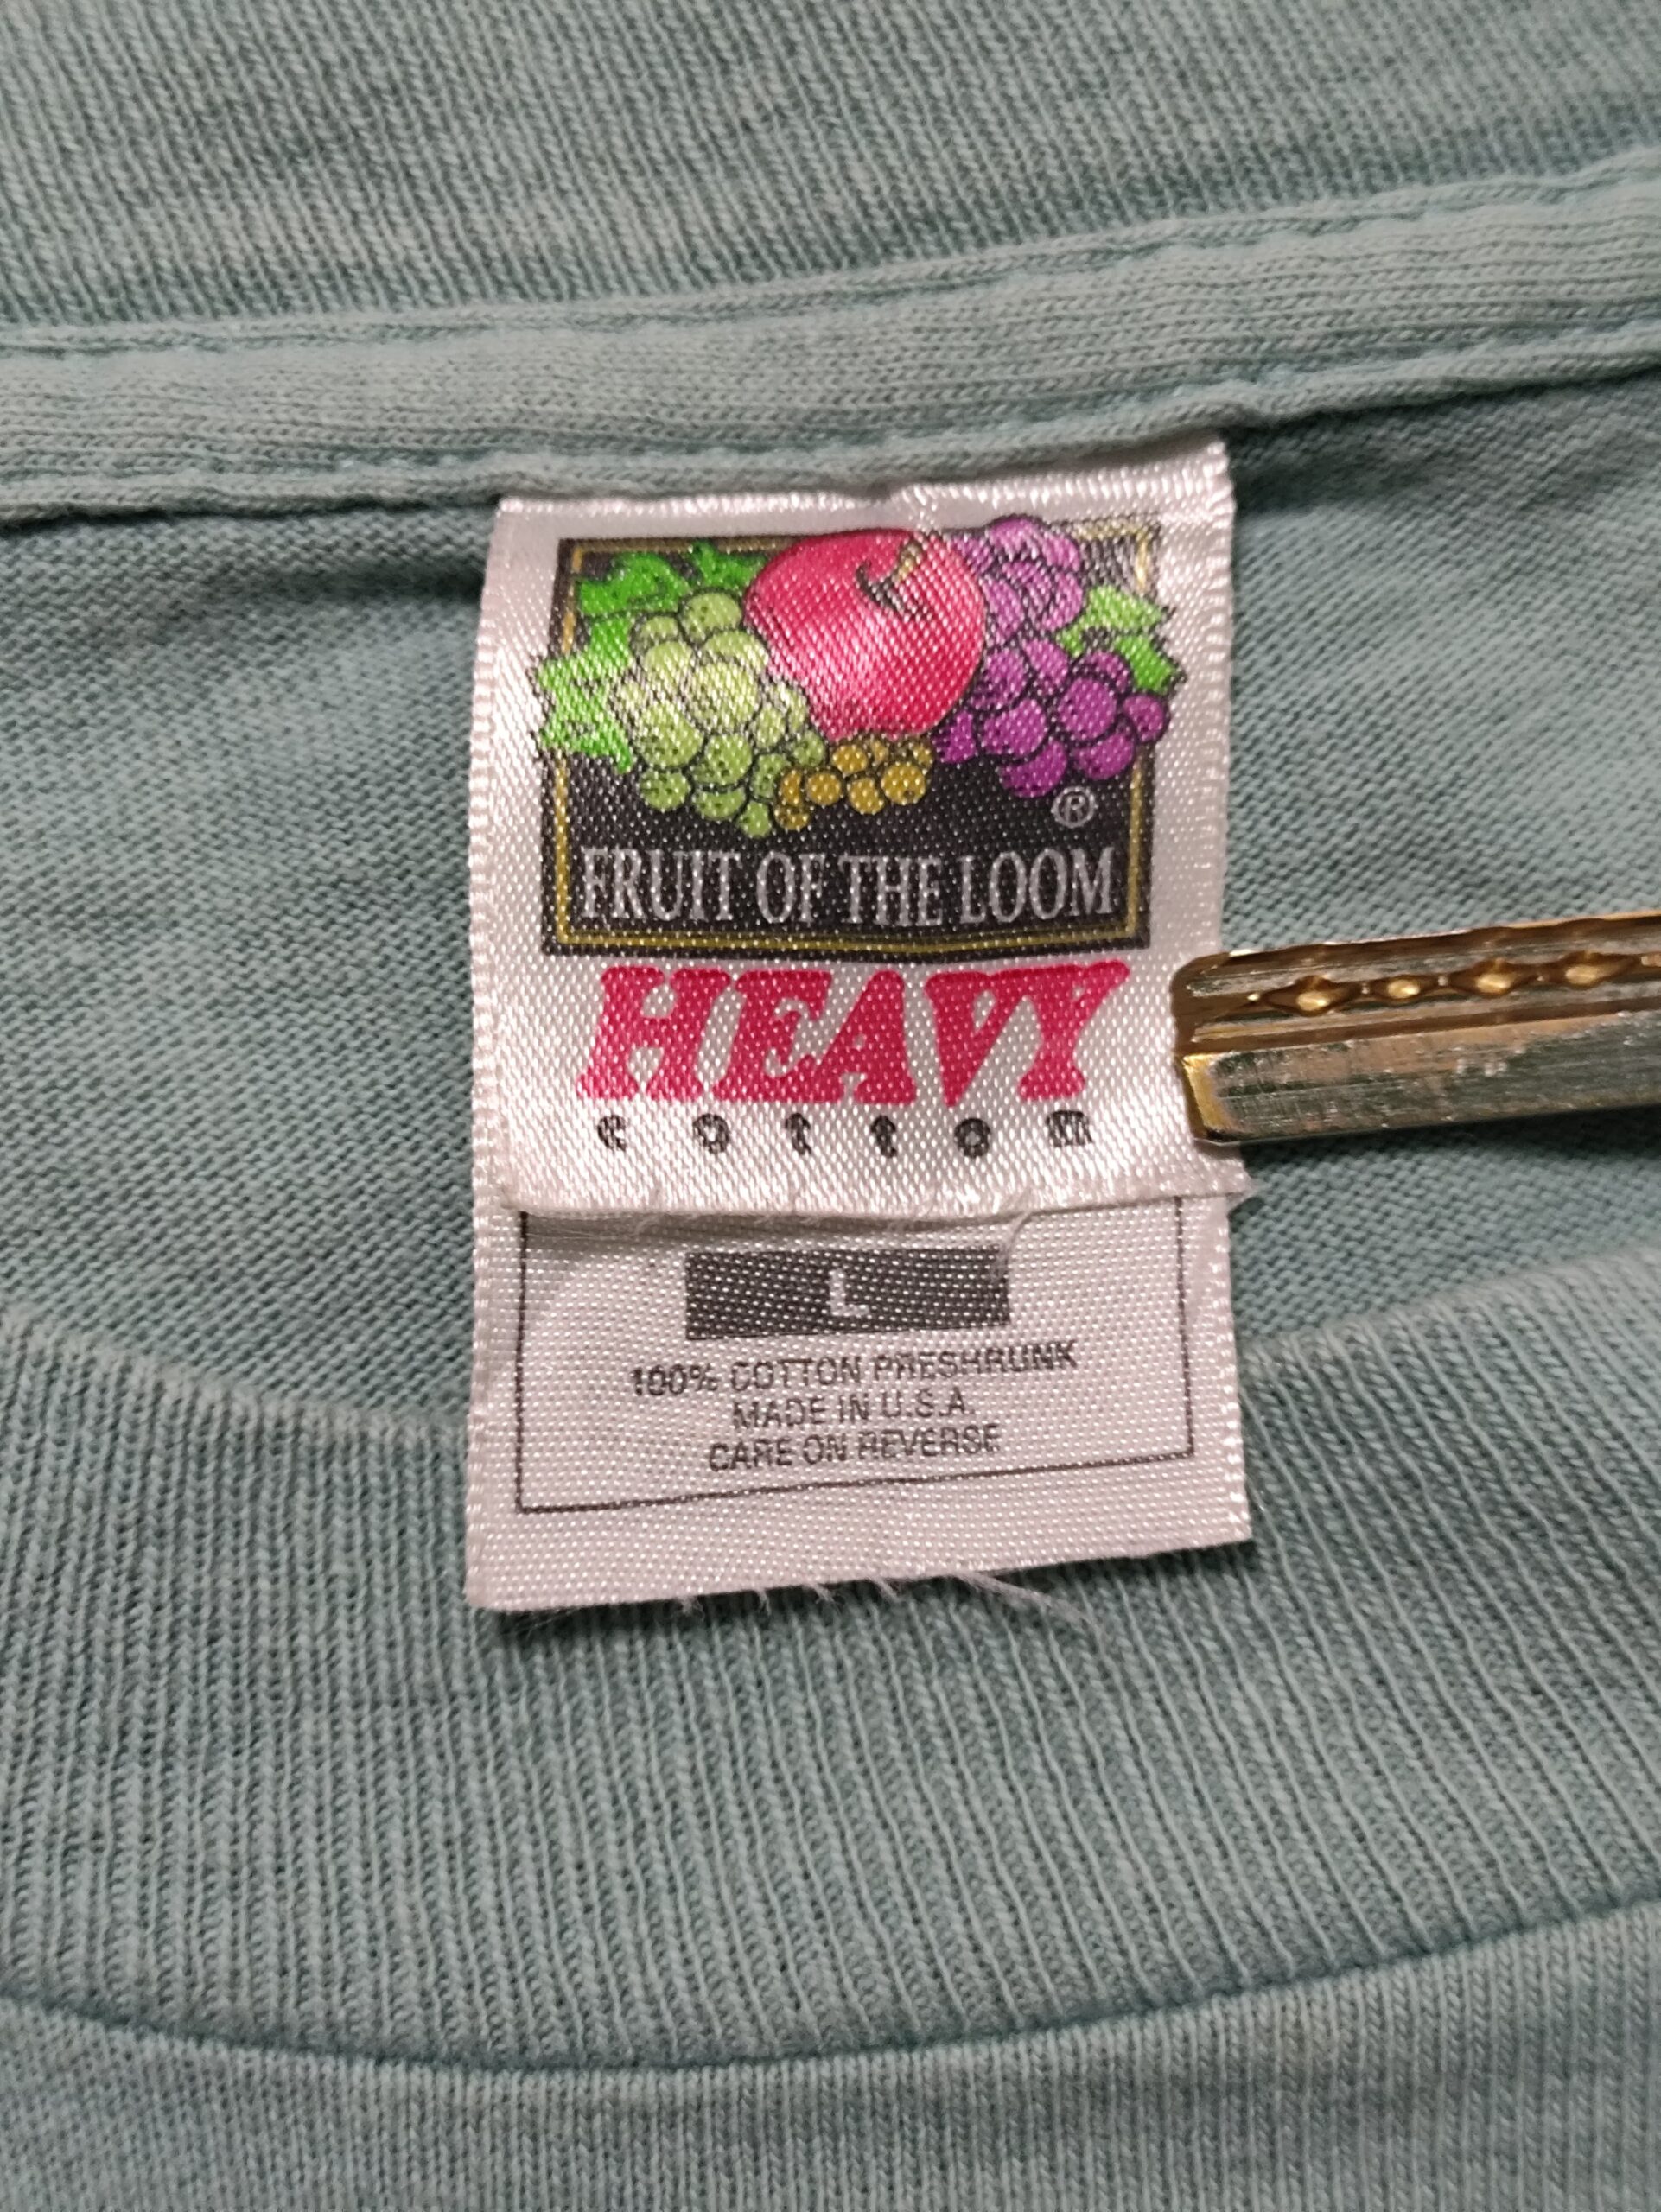 ®
FRUIT OF THE LOOM
HEAVY
cotton
L
100% COTTON PRESHRUNK
MADE IN U.S.A.
CARE ON REVERSE